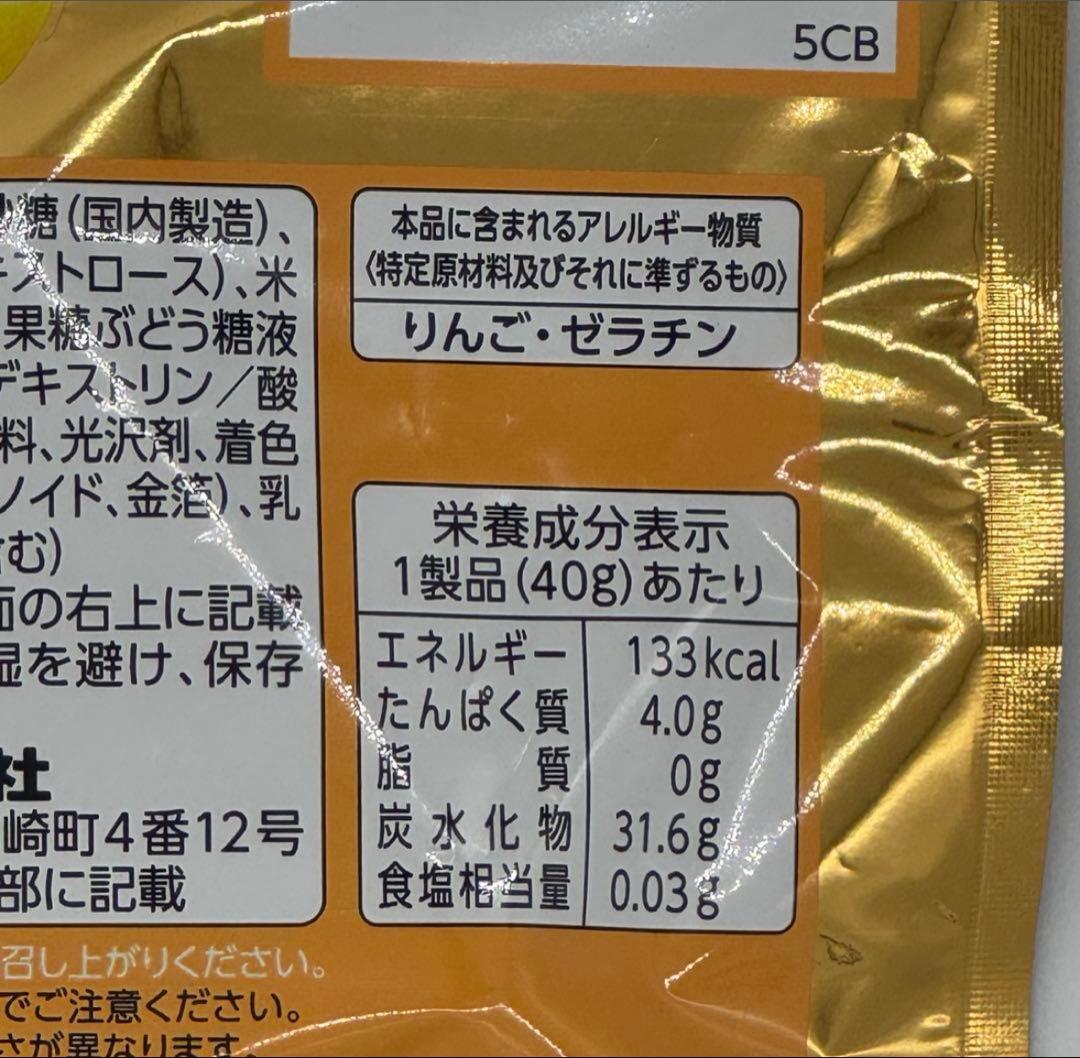 5CB
糖(国内製造)、
トロース)、米
果糖ぶどう糖液
デキストリン/酸
料、光沢剤、着色
ノイド、金箔)、乳
む)
面の右上に記載
湿を避け、保存
社
崎町4番12号
部に記載
本品に含まれるアレルギー物質
〈特定原材料及びそれに準ずるもの〉
りんご・ゼラチン
栄養成分表示
1製品(40g)あたり
エネルギー 133kcal
たんぱく質 4.0g
脂質 0g
炭水化物 31.6g
食塩相当量 0.03g
召し上がりください。
でご注意ください。
さが異なります。